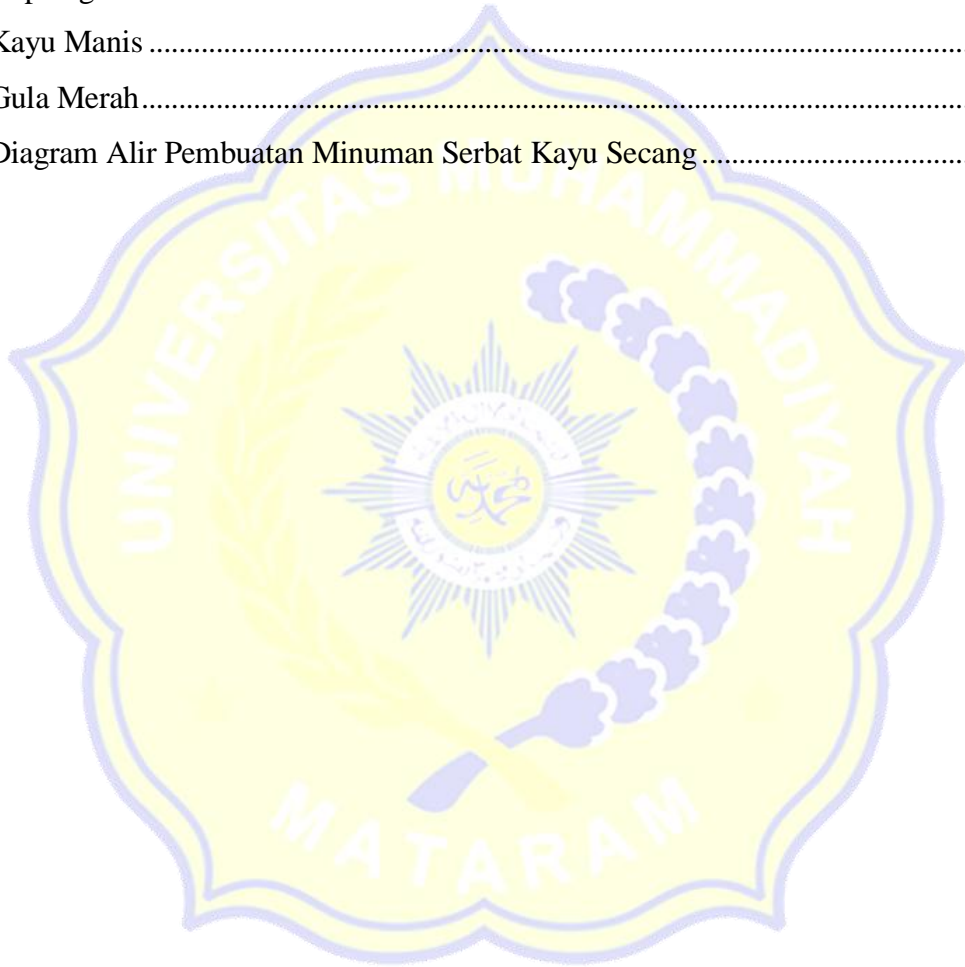 Kayu Manis
Gula Merah
Diagram Alir Pembuatan Minuman Serbat Kayu Secang
UNIVERSITAS MUHAMMADIYAH
MATARAM